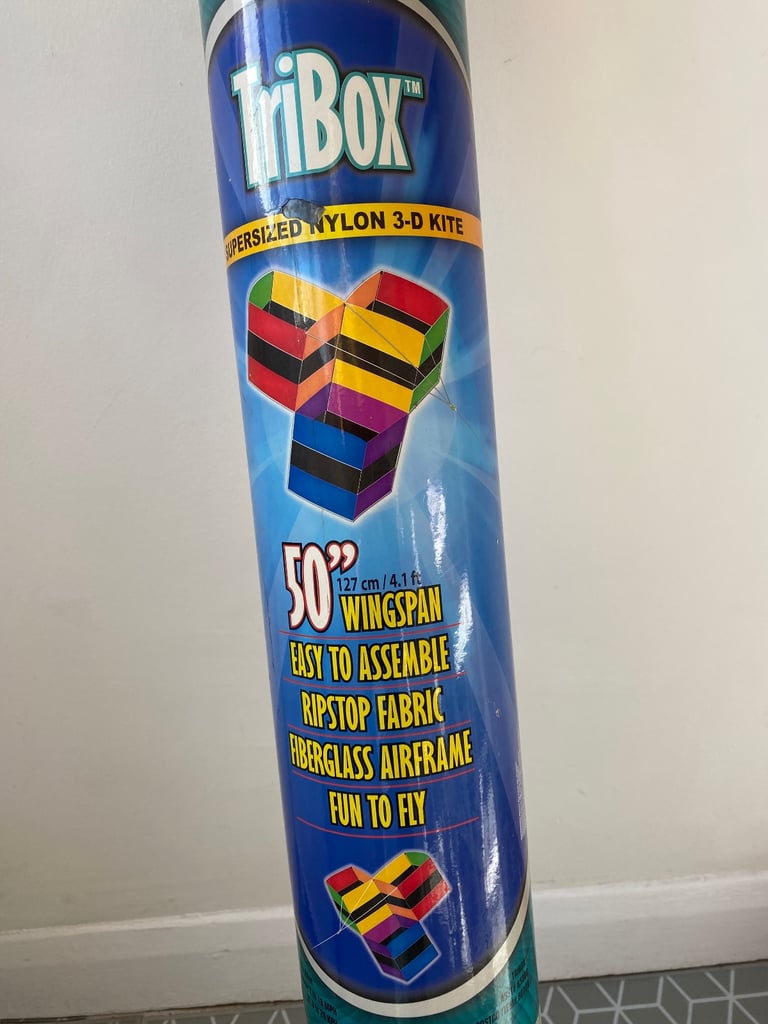 TriBox™
SUPERSIZED NYLON 3-D KITE
50”
127 cm / 4.1 ft
WINGSPAN
EASY TO ASSEMBLE
RIPSTOP FABRIC
FIBERGLASS AIRFRAME
FUN TO FLY